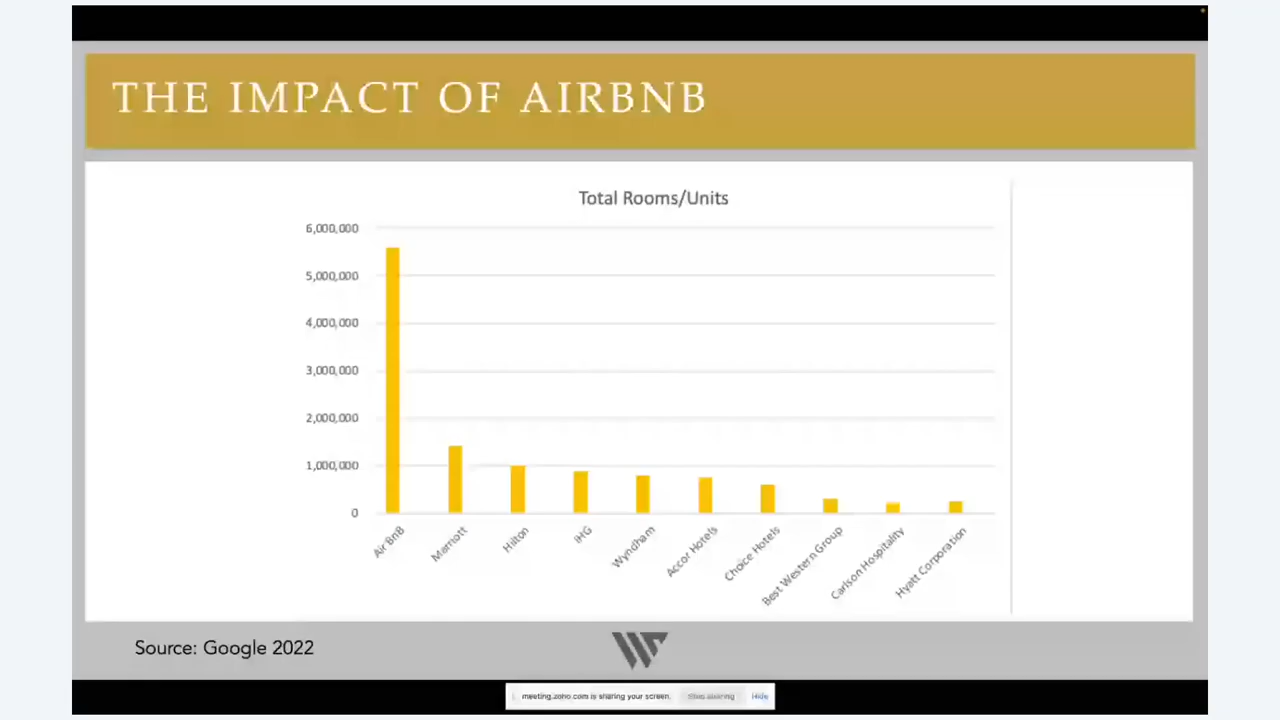 THE IMPACT OF AIRBNB
Total Rooms/Units
6,000,000
5,000,000
4,000,000
3,000,000
2,000,000
1,000,000
0
Air BnB
Marriott
Hilton
IHG
Wyndham
Accor Hotels
Choice Hotels
Best Western Group
Carlson Hospitality
Hyatt Corporation
Source: Google 2022
meeting.zoho.com is sharing your screen. Stop sharing Hide